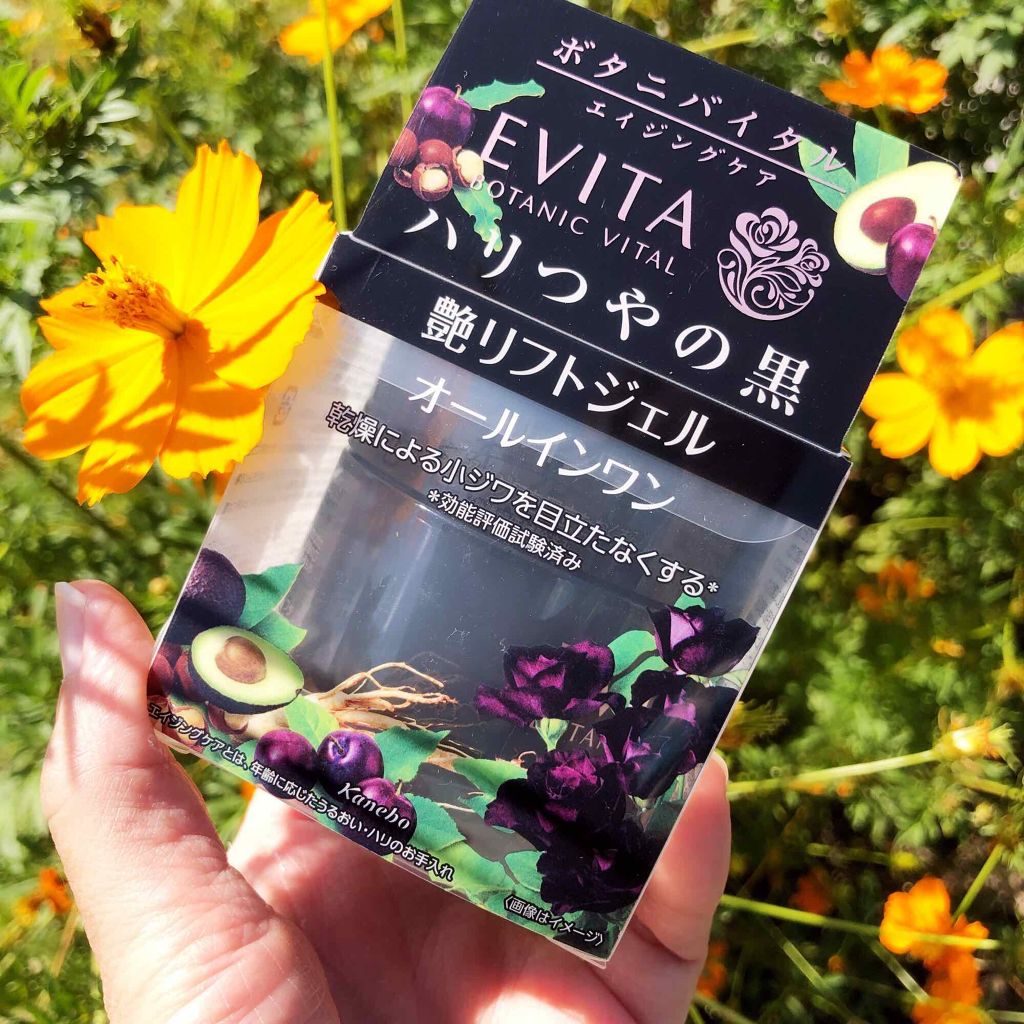 ボタニバイタル
エイジングケア
EVITA
BOTANIC VITAL
ハリつやの黒
艶リフトジェル
オールインワン
乾燥による小ジワを目立たなくする*
*効能評価試験済み
Kanebo
エイジングケアとは、年齢に応じたうるおい・ハリのお手入れ
〈画像はイメージ〉